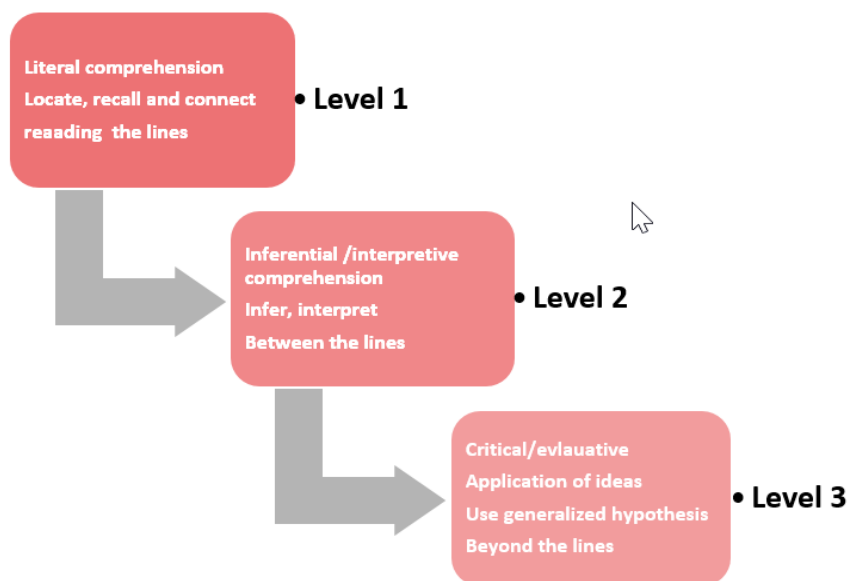 Literal comprehension
Locate, recall and connect
reaading the lines
• Level 1
Inferential /interpretive
comprehension
Infer, interpret
Between the lines
• Level 2
Critical/evlauative
Application of ideas
Use generalized hypothesis
Beyond the lines
• Level 3